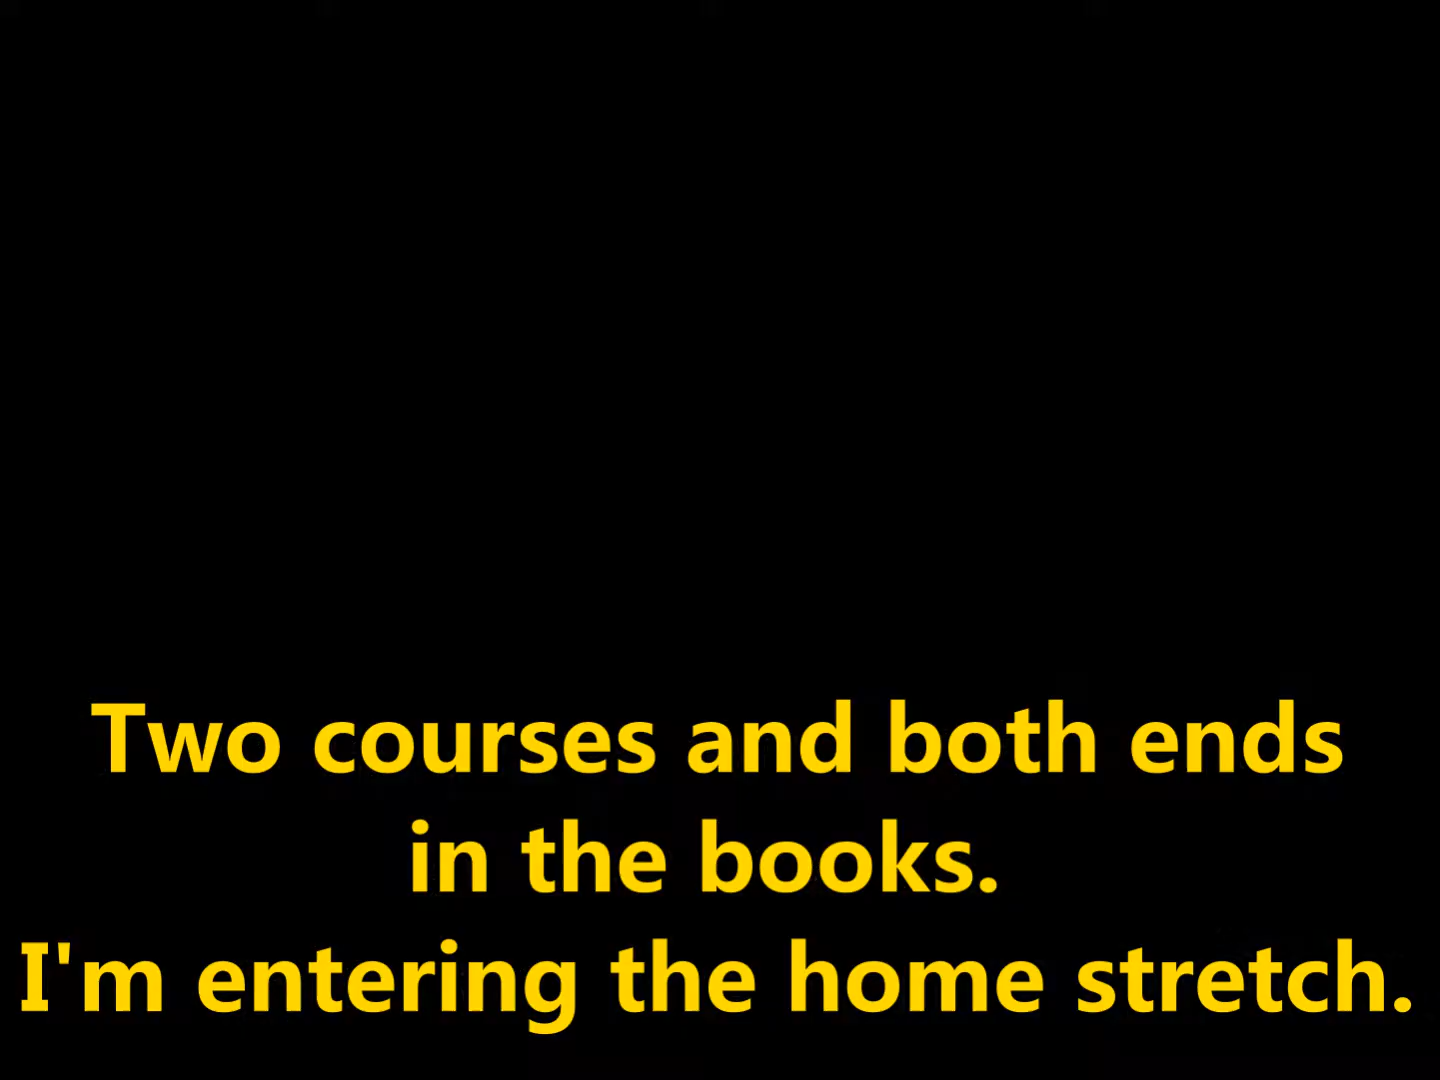 Two courses and both ends
in the books.
I'm entering the home stretch.